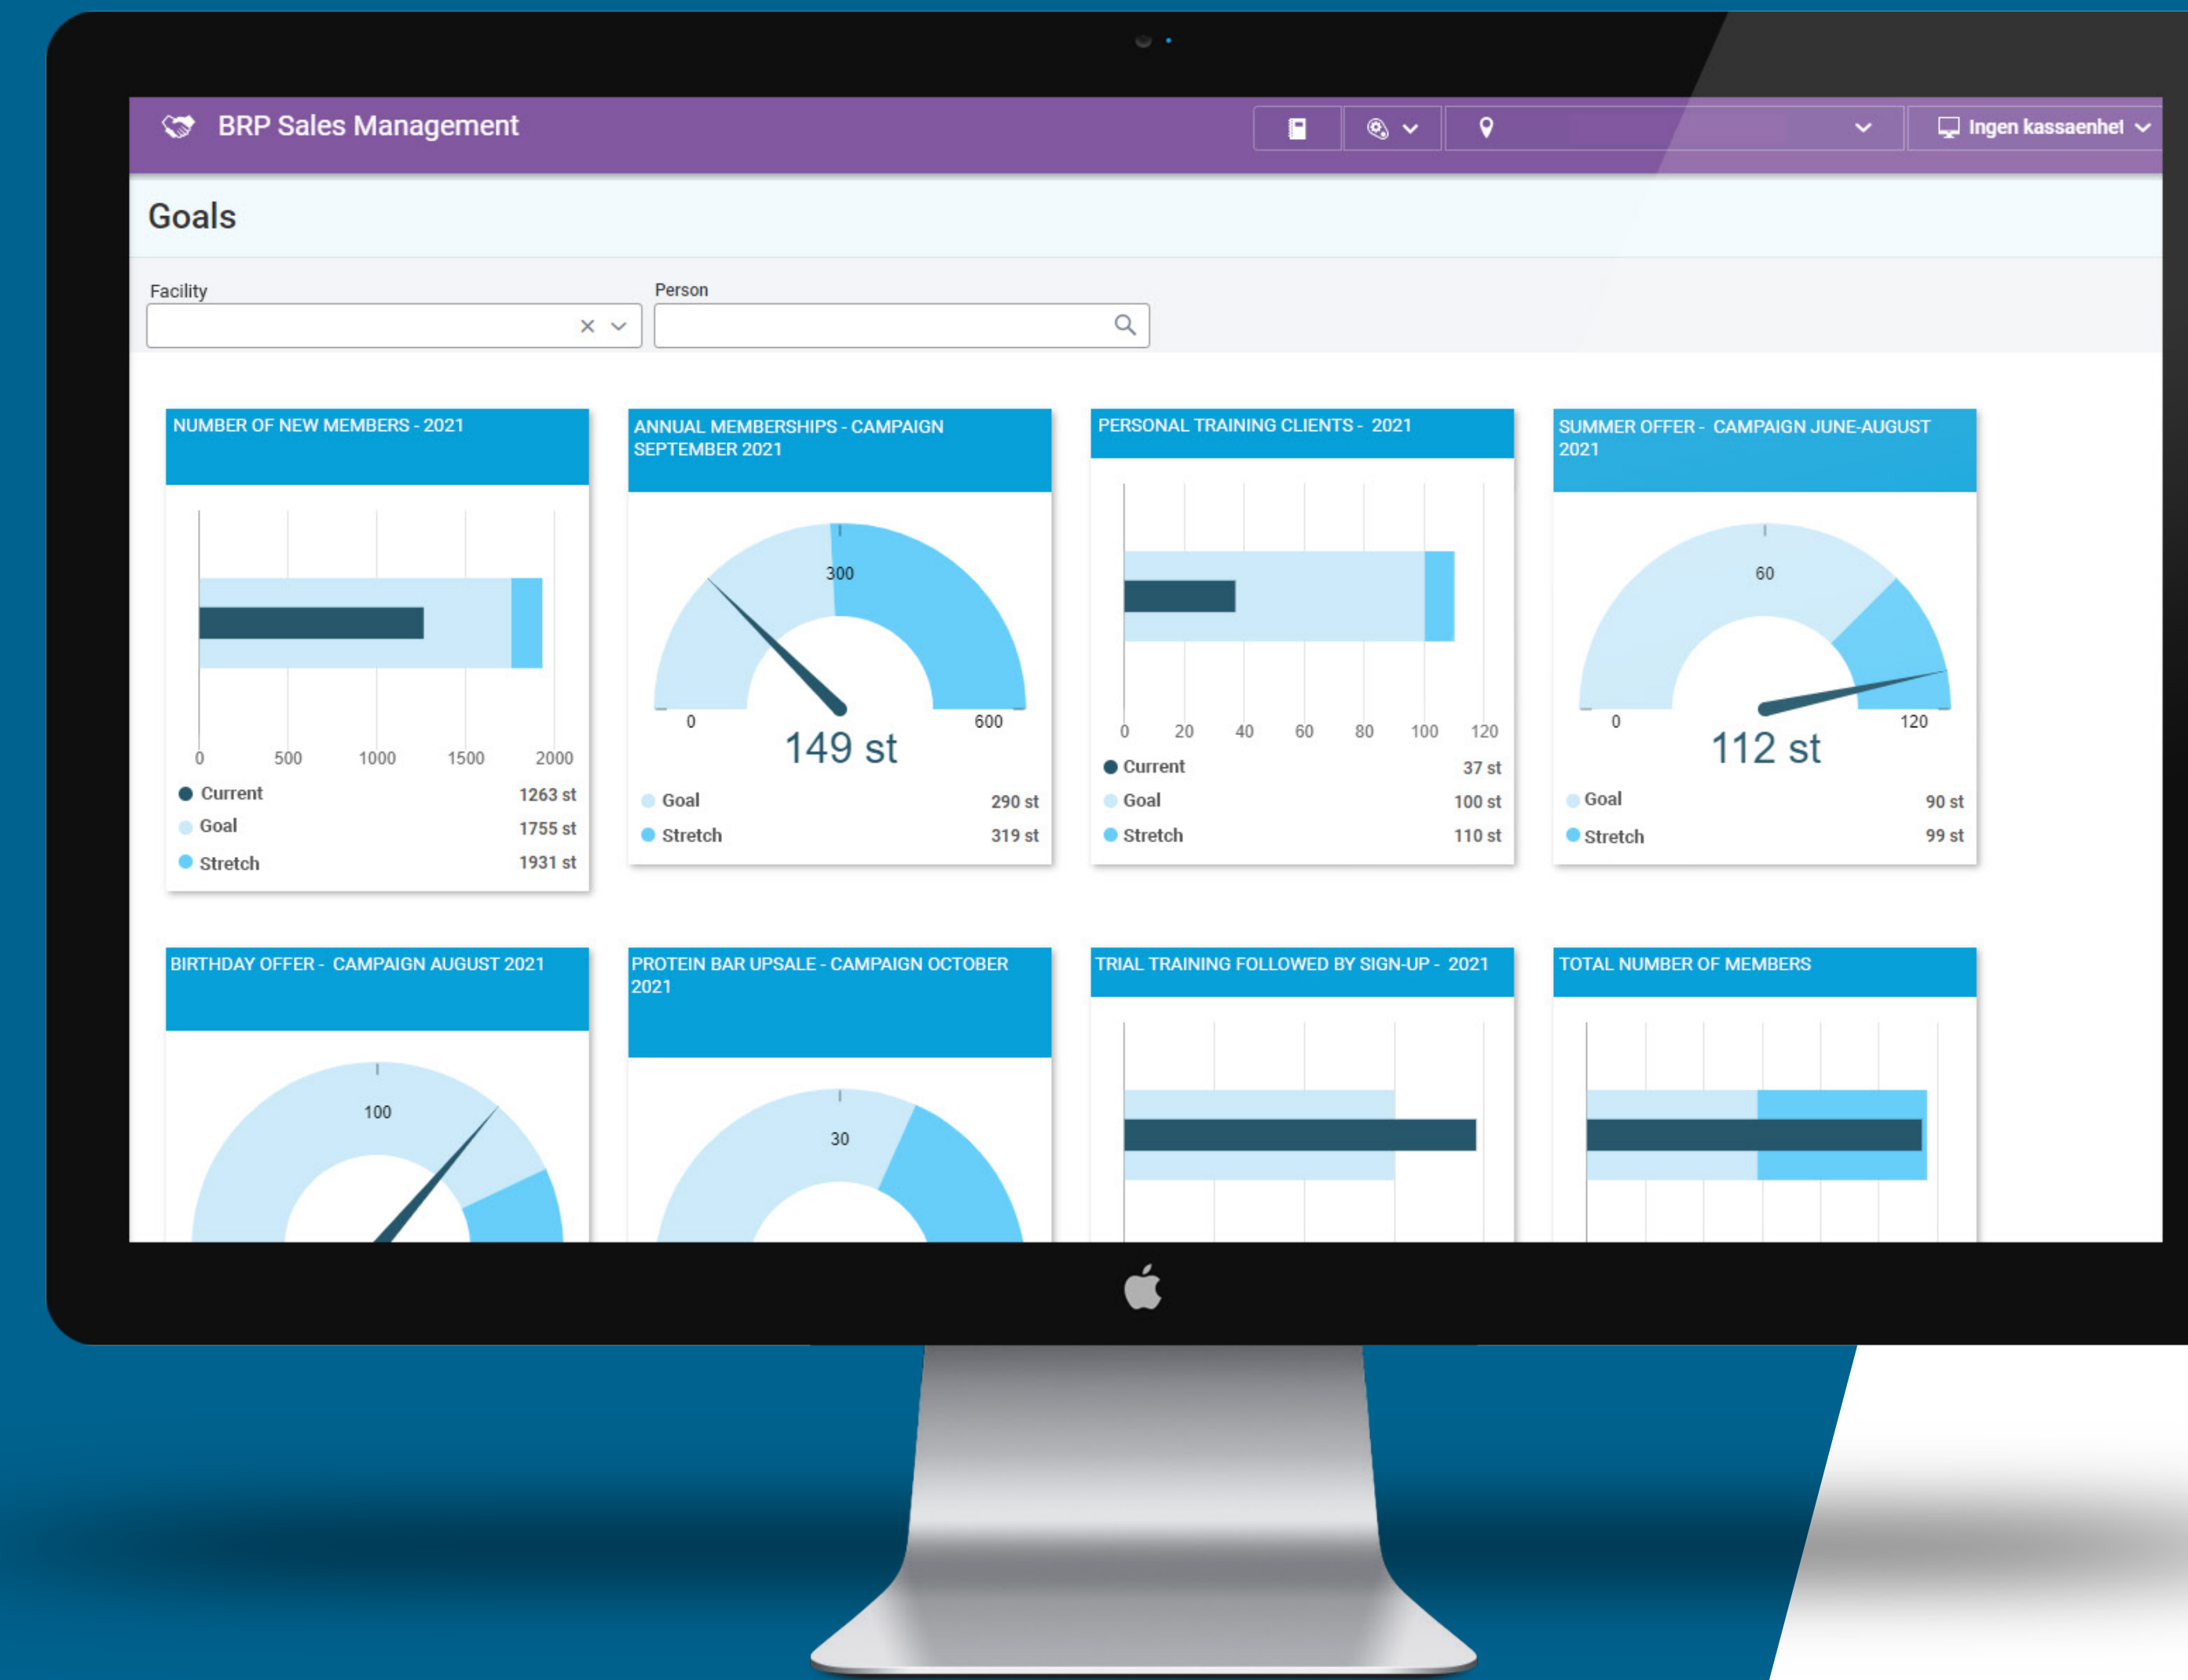 BRP Sales Management
Ingen kassaenhet
Goals
Facility
Person
NUMBER OF NEW MEMBERS - 2021
0 500 1000 1500 2000
Current 1263 st
Goal 1755 st
Stretch 1931 st
ANNUAL MEMBERSHIPS - CAMPAIGN
SEPTEMBER 2021
300
0 600
149 st
Goal 290 st
Stretch 319 st
PERSONAL TRAINING CLIENTS - 2021
0 20 40 60 80 100 120
Current 37 st
Goal 100 st
Stretch 110 st
SUMMER OFFER - CAMPAIGN JUNE-AUGUST
2021
60
0 120
112 st
Goal 90 st
Stretch 99 st
BIRTHDAY OFFER - CAMPAIGN AUGUST 2021
100
PROTEIN BAR UPSALE - CAMPAIGN OCTOBER
2021
30
TRIAL TRAINING FOLLOWED BY SIGN-UP - 2021
TOTAL NUMBER OF MEMBERS